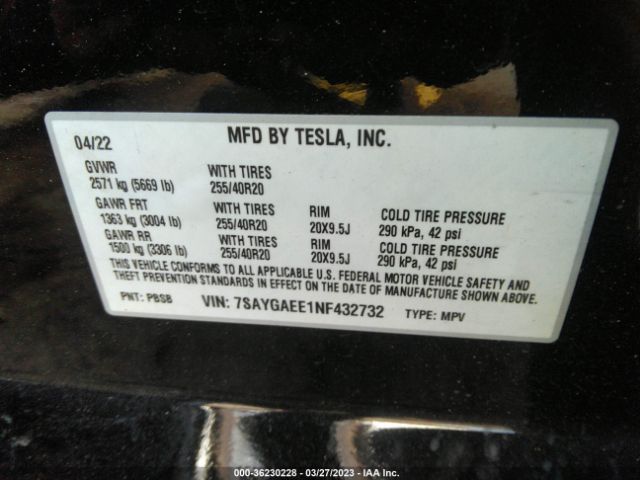 04/22 MFD BY TESLA, INC.
GVWR WITH TIRES
2571 kg (5669 lb) 255/40R20
GAWR FRT WITH TIRES RIM COLD TIRE PRESSURE
1363 kg (3004 lb) 255/40R20 20X9.5J 290 kPa, 42 psi
GAWR RR WITH TIRES RIM COLD TIRE PRESSURE
1500 kg (3306 lb) 255/40R20 20X9.5J 290 kPa, 42 psi
THIS VEHICLE CONFORMS TO ALL APPLICABLE U.S. FEDERAL MOTOR VEHICLE SAFETY AND
THEFT PREVENTION STANDARDS IN EFFECT ON THE DATE OF MANUFACTURE SHOWN ABOVE.
PNT: PBSB VIN: 7SAYGAEE1NF432732 TYPE: MPV
000-36230228 - 03/27/2023 - IAA Inc.